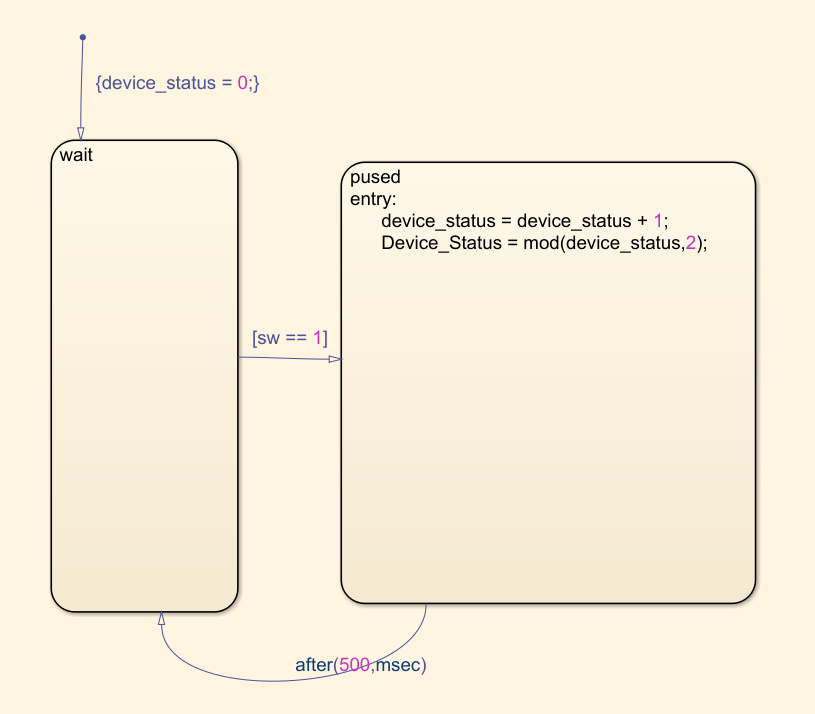 {device_status = 0;}
wait
pused
entry:
device_status = device_status + 1;
Device_Status = mod(device_status,2);
[sw == 1]
after(500,msec)